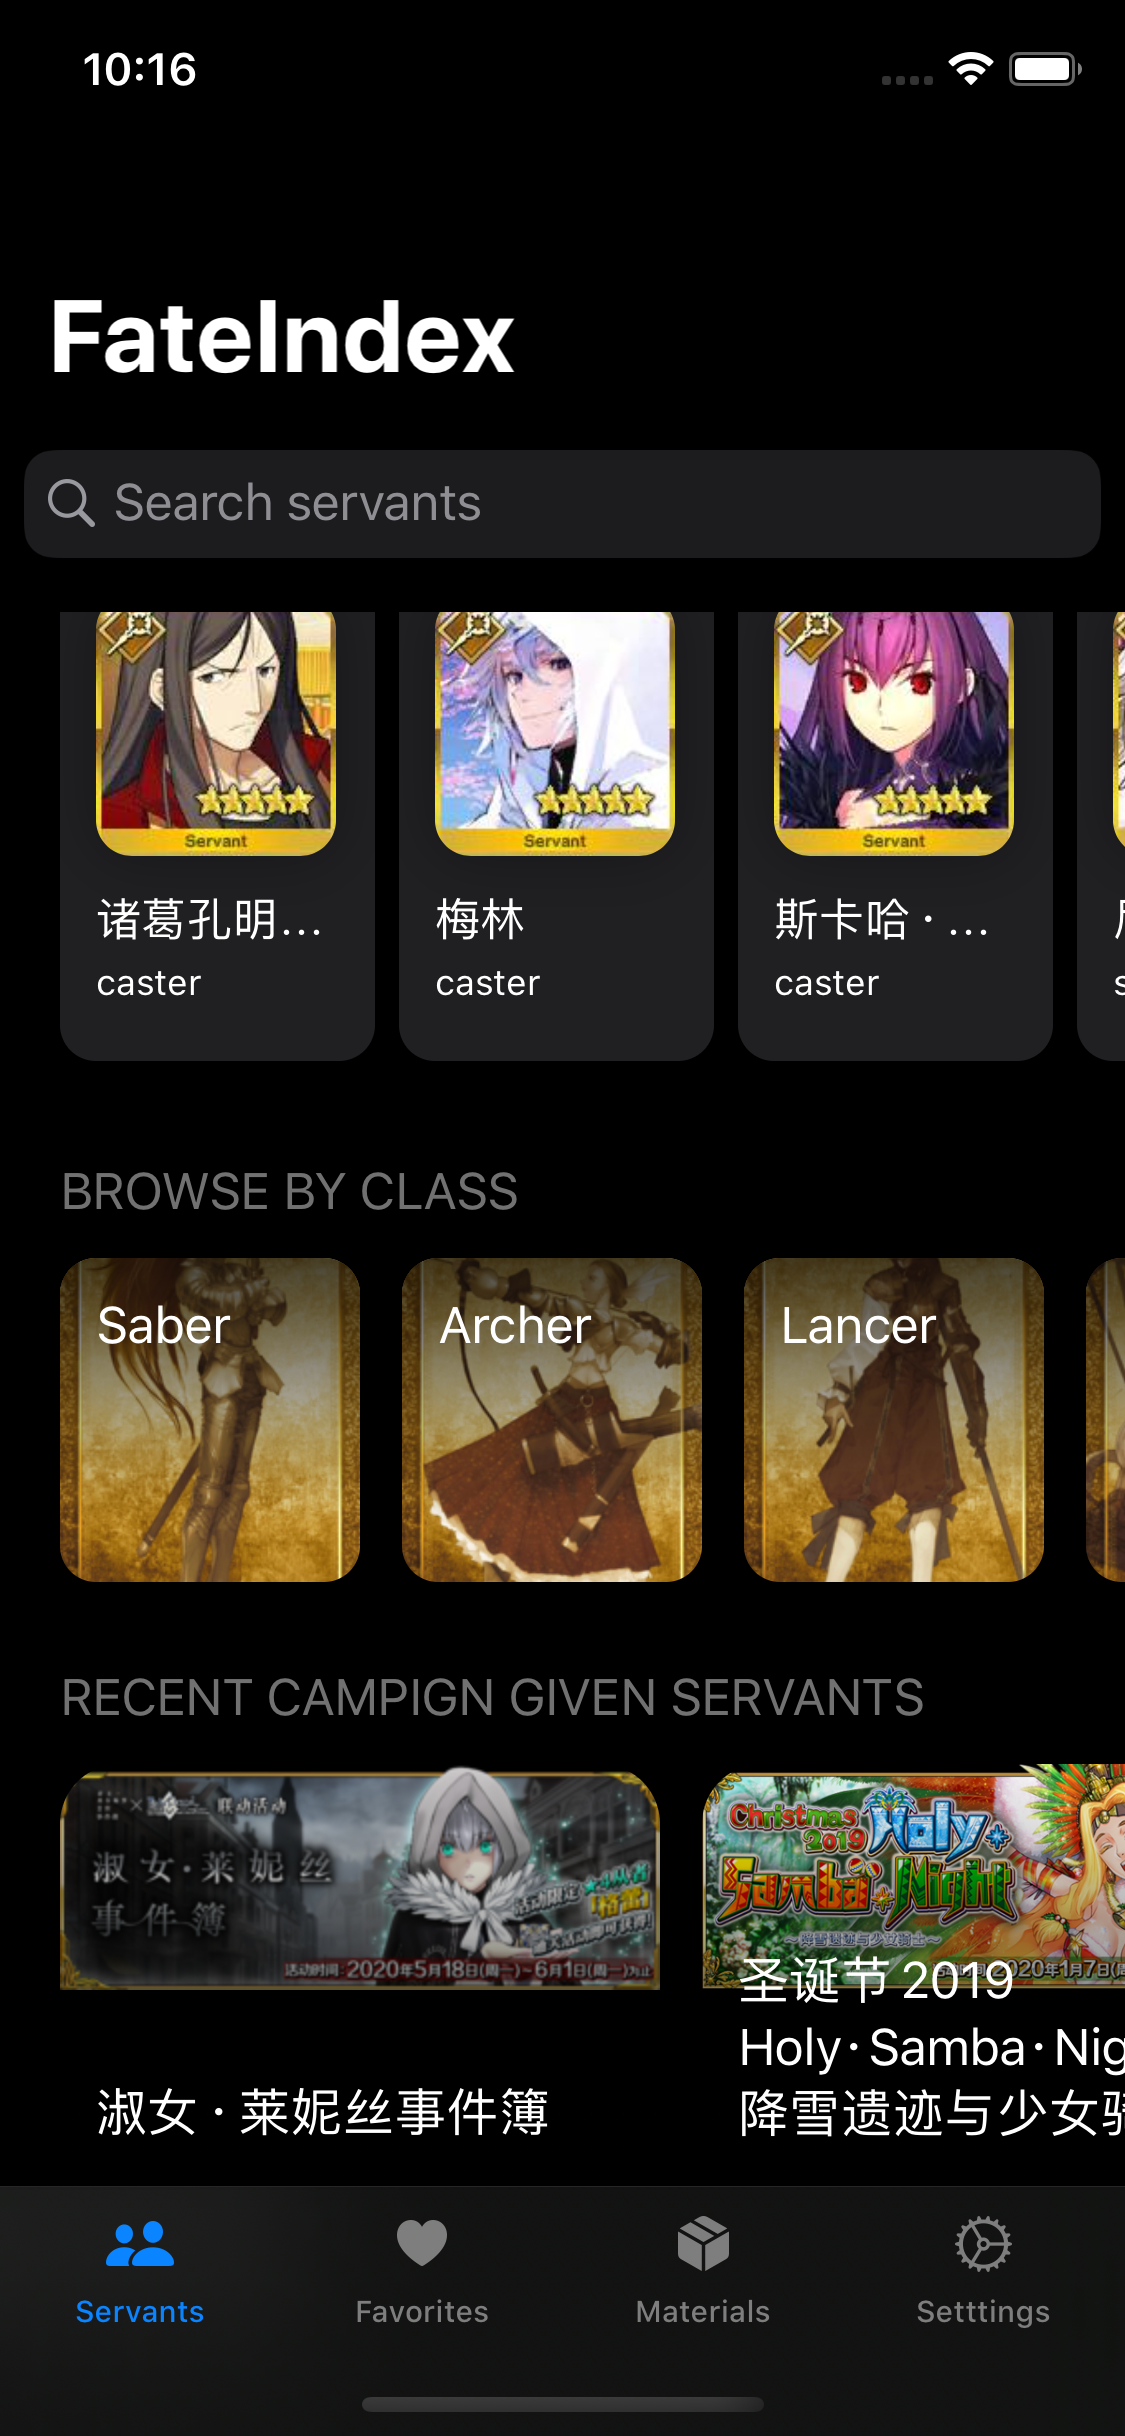 10:16
FateIndex
Search servants
Servant
Servant
Servant
诸葛孔明...
梅林
斯卡哈 · ...
caster
caster
caster
BROWSE BY CLASS
Saber
Archer
Lancer
RECENT CAMPIGN GIVEN SERVANTS
联动活动
淑女·莱妮丝
事件簿
活动限定 ★4从者
「格蕾」
活动时间：2020年5月18日(周一)~6月1日(周一)为止
淑女 · 莱妮丝事件簿
Christmas
2019
Holy
Samba Night
～降雪遗迹与少女骑士～
2020年1月7日(周
圣诞节 2019
Holy · Samba · Nig
降雪遗迹与少女骑
Servants
Favorites
Materials
Setttings